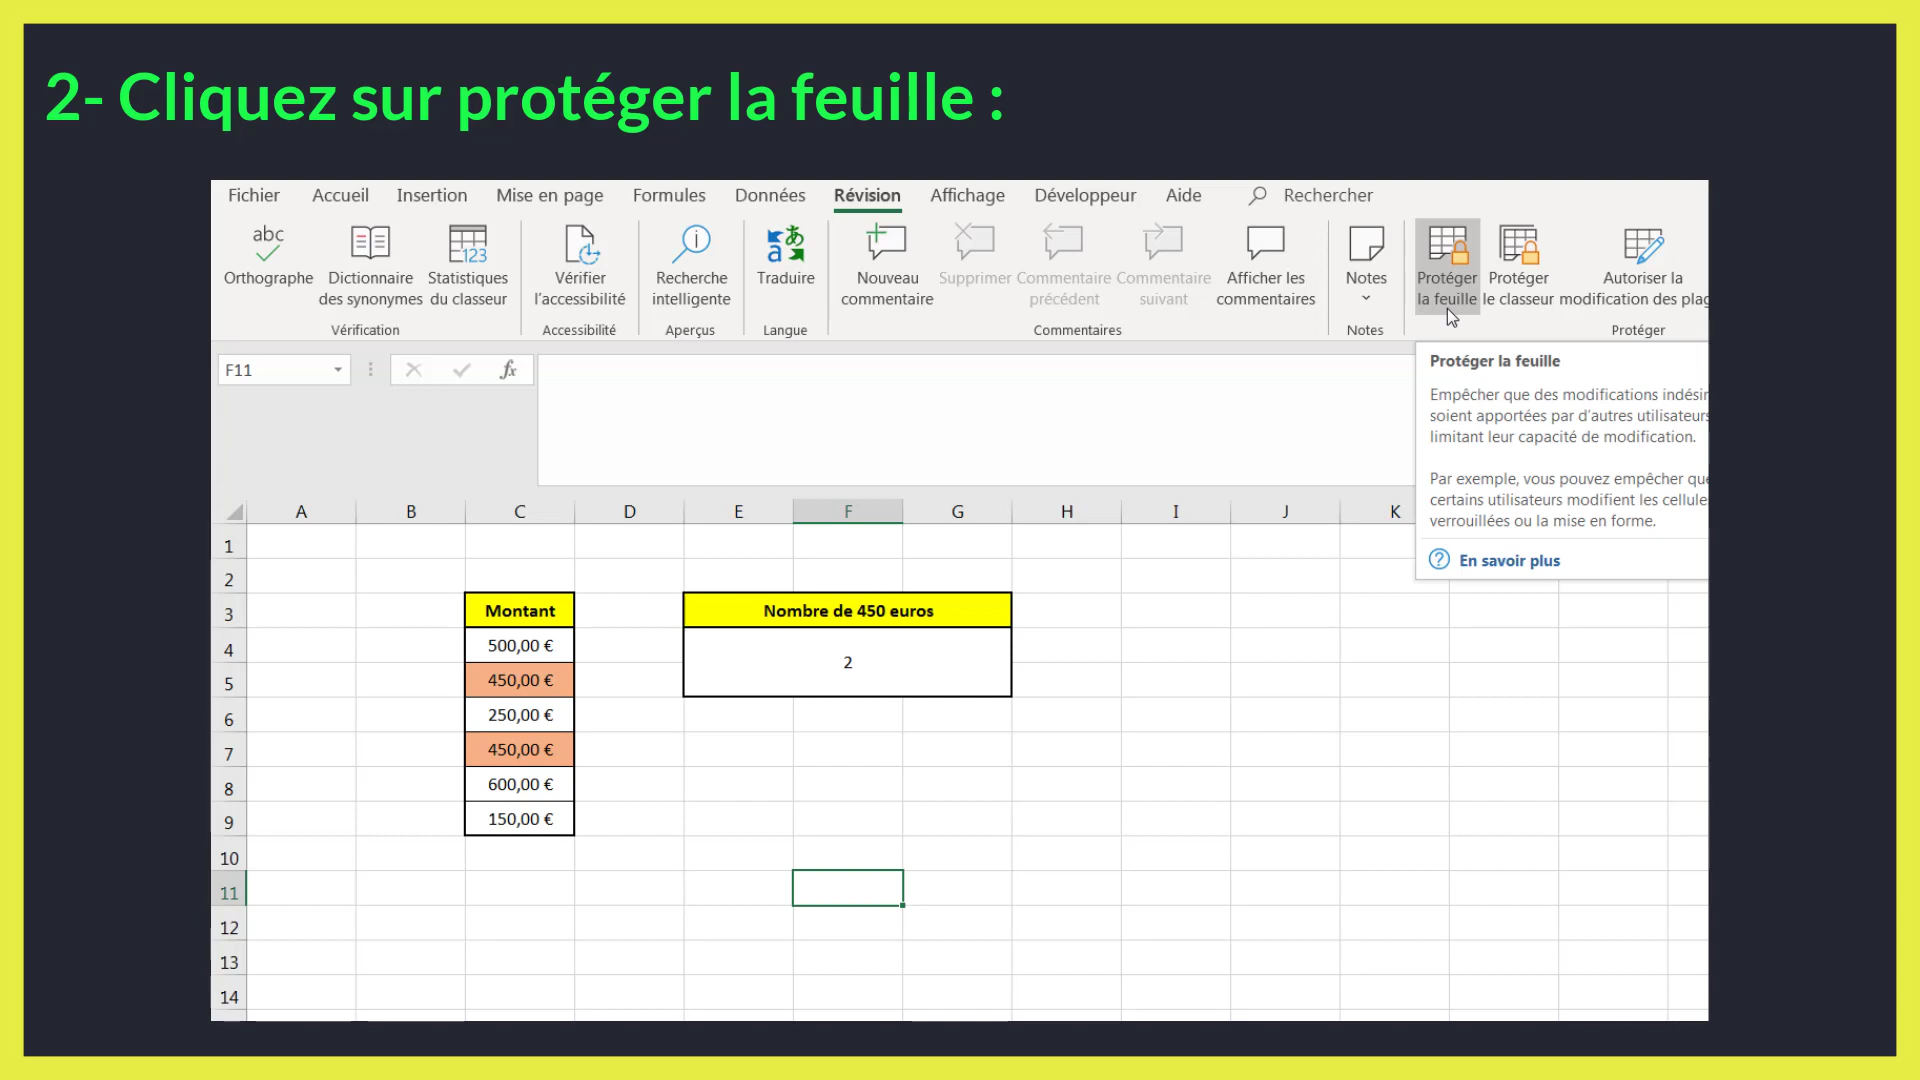 2- Cliquez sur protéger la feuille :
Fichier Accueil Insertion Mise en page Formules Données Révision Affichage Développeur Aide Rechercher
abc
Orthographe
Dictionnaire
des synonymes
123
Statistiques
du classeur
Vérification
Vérifier
l'accessibilité
Accessibilité
Recherche
intelligente
Aperçus
Traduire
Langue
Nouveau
commentaire
Supprimer
Commentaire
précédent
Commentaire
suivant
Afficher les
commentaires
Commentaires
Notes
Notes
Protéger
la feuille
Protéger
le classeur
Autoriser la
modification des plag
Protéger
F11
fx
Protéger la feuille
Empêcher que des modifications indésir
soient apportées par d'autres utilisateurs
limitant leur capacité de modification.
Par exemple, vous pouvez empêcher que
certains utilisateurs modifient les cellule
verrouillées ou la mise en forme.
En savoir plus
A B C D E F G H I J K
1
2
3 Montant Nombre de 450 euros
4 500,00 €
2
5 450,00 €
6 250,00 €
7 450,00 €
8 600,00 €
9 150,00 €
10
11
12
13
14